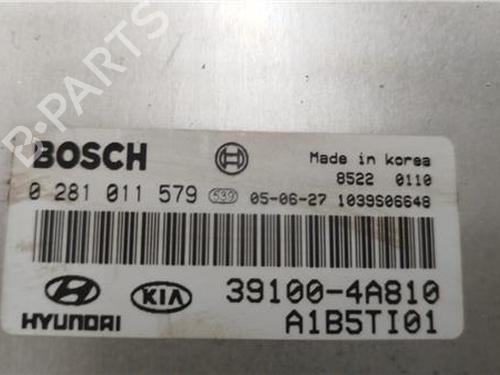 B-PARTS
BOSCH
Made in korea
8522 0110
0 281 011 579 539 05-06-27 1039S06648
HYUNDAI KIA
39100-4A810
A1B5TI01